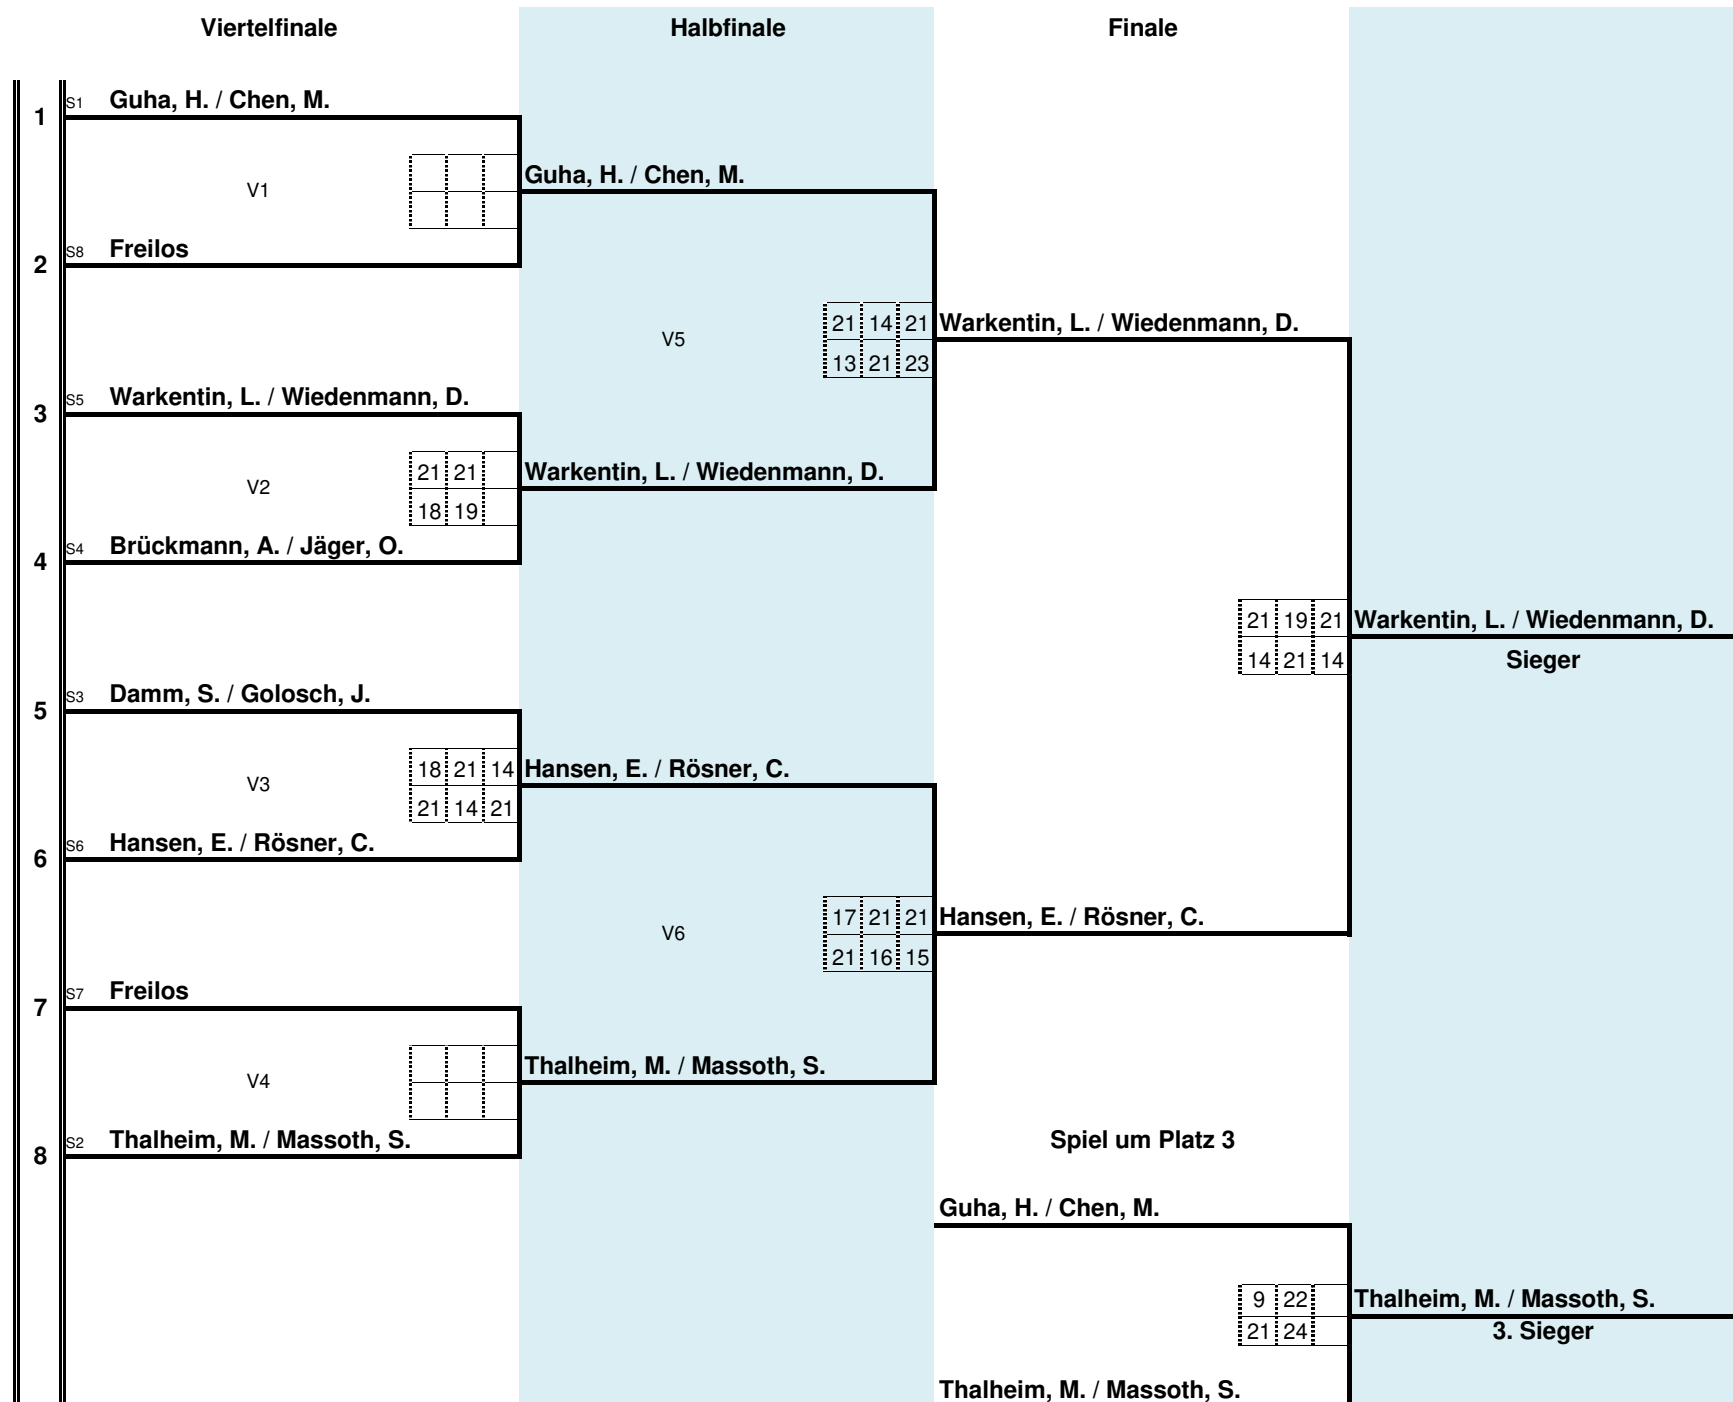 Viertelfinale Halbfinale Finale
S1 Guha, H. / Chen, M.
1
Guha, H. / Chen, M.
V1
S8 Freilos
2
21 14 21 Warkentin, L. / Wiedenmann, D.
V5
13 21 23
S5 Warkentin, L. / Wiedenmann, D.
3
21 21 Warkentin, L. / Wiedenmann, D.
V2
18 19
S4 Brückmann, A. / Jäger, O.
4
21 19 21 Warkentin, L. / Wiedenmann, D.
14 21 14 Sieger
S3 Damm, S. / Golosch, J.
5
18 21 14 Hansen, E. / Rösner, C.
V3
21 14 21
S6 Hansen, E. / Rösner, C.
6
17 21 21 Hansen, E. / Rösner, C.
V6
21 16 15
S7 Freilos
7
Thalheim, M. / Massoth, S.
V4
S2 Thalheim, M. / Massoth, S. Spiel um Platz 3
8
Guha, H. / Chen, M.
9 22 Thalheim, M. / Massoth, S.
21 24 3. Sieger
Thalheim, M. / Massoth, S.